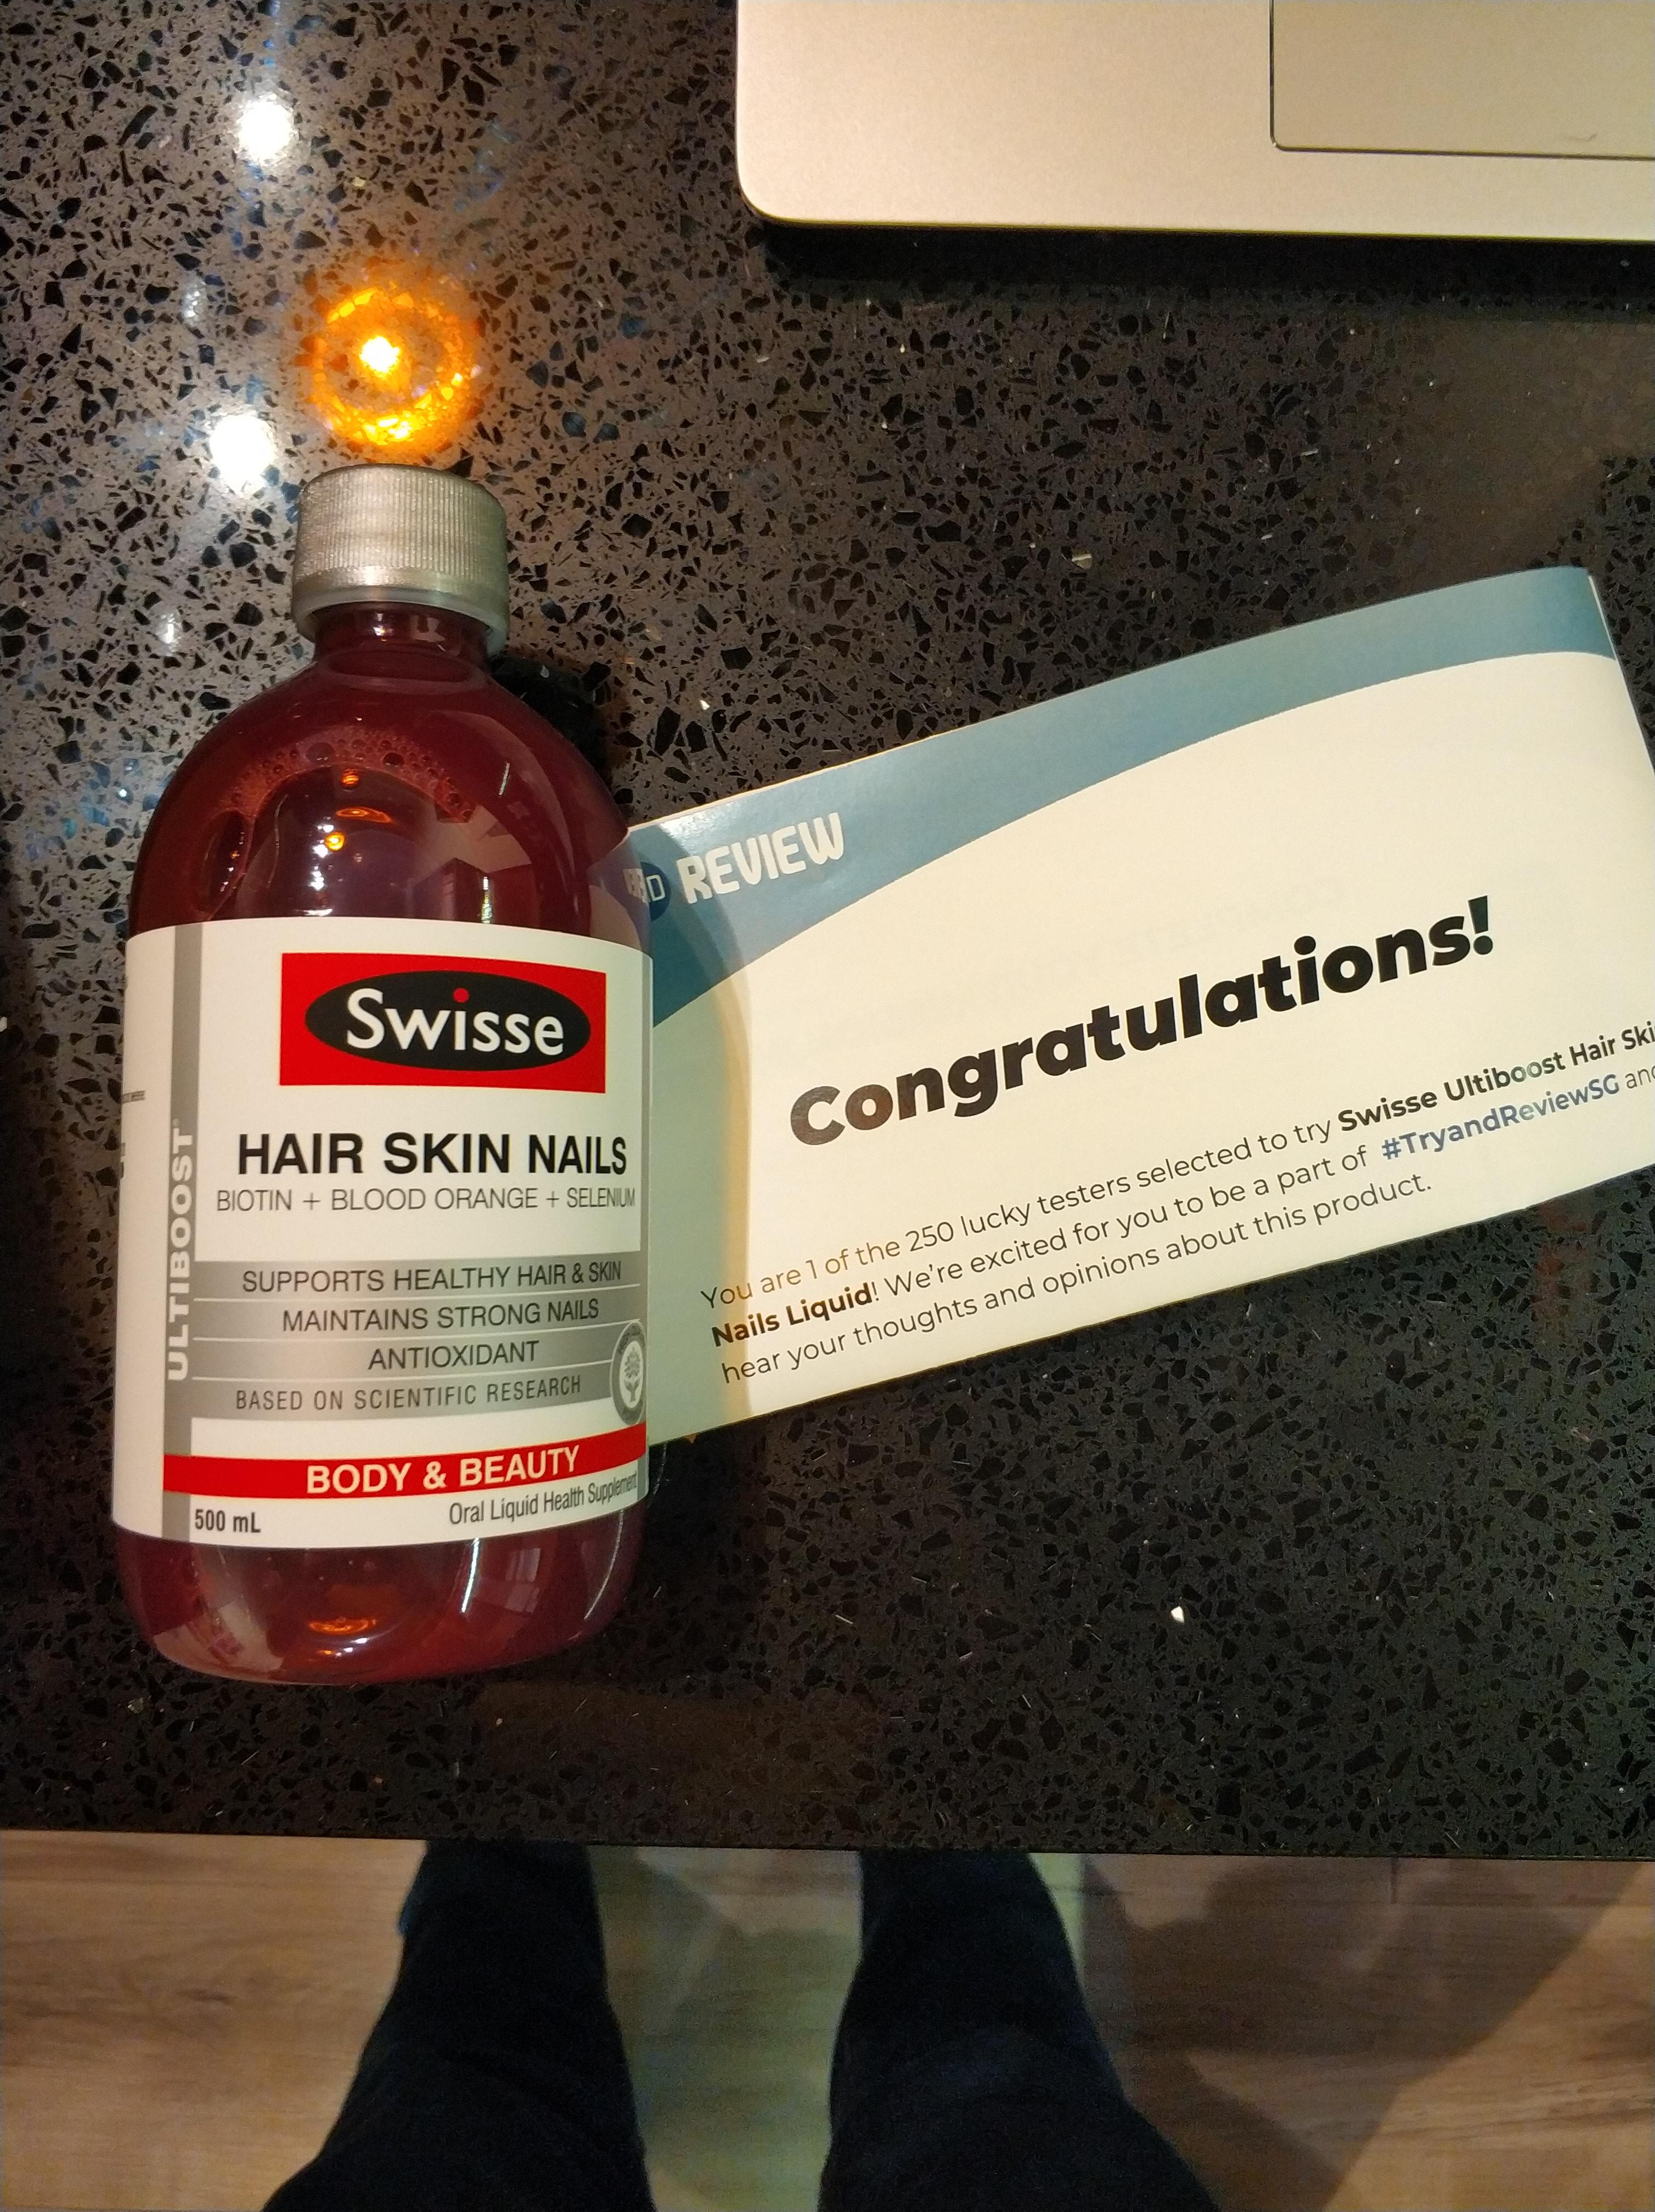 Swisse
ULTIBOOST
HAIR SKIN NAILS
BIOTIN + BLOOD ORANGE + SELENIUM
SUPPORTS HEALTHY HAIR & SKIN
MAINTAINS STRONG NAILS
ANTIOXIDANT
BASED ON SCIENTIFIC RESEARCH
BODY & BEAUTY
500 mL
Oral Liquid Health Supplement
REVIEW
Congratulations!
You are 1 of the 250 lucky testers selected to try Swisse Ultiboost Hair
Nails Liquid! We're excited for you to be a part of #TryandReviewSG
hear your thoughts and opinions about this product.